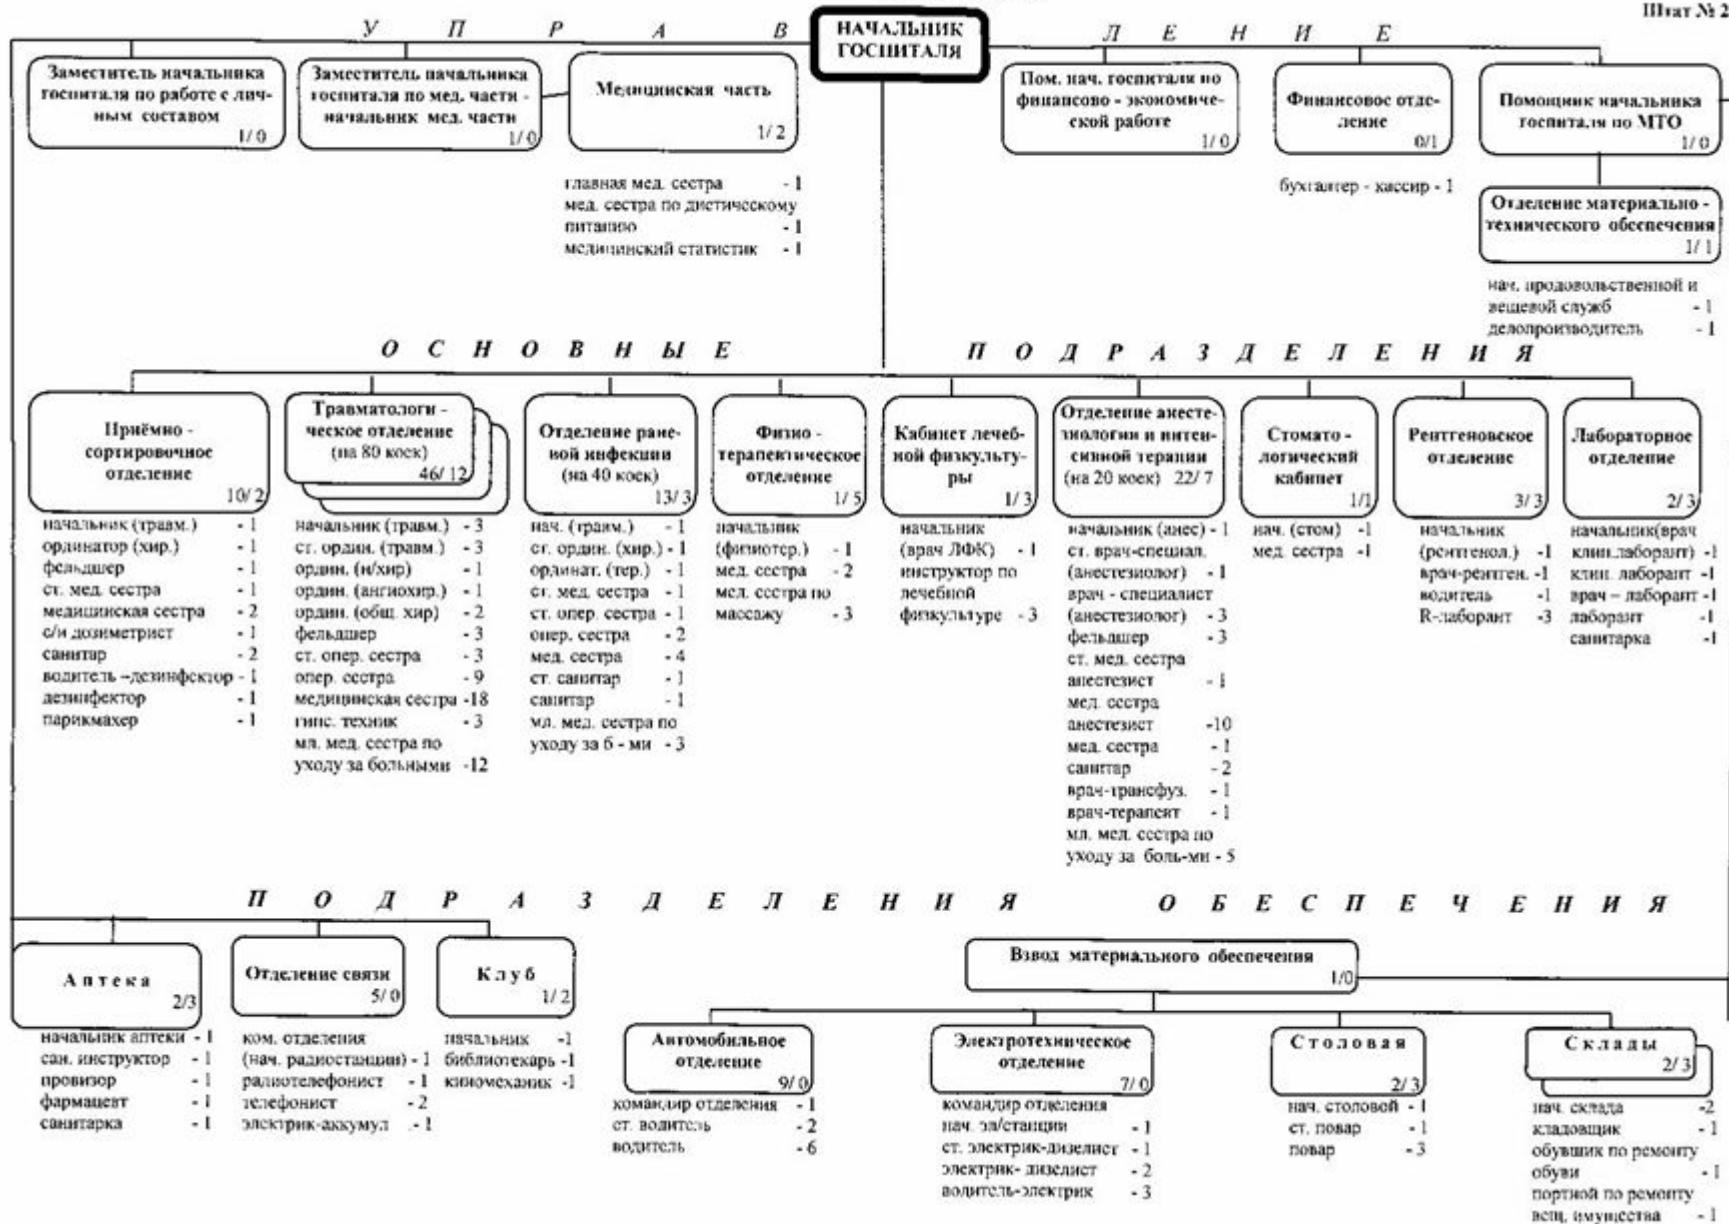 Штат № 2
У П Р А В Л Е Н И Е
НАЧАЛЬНИК
ГОСПИТАЛЯ
Заместитель начальника
госпиталя по работе с лич-
ным составом
1/ 0
Заместитель начальника
госпиталя по мед. части -
начальник мед. части
1/ 0
Медицинская часть
1/ 2
главная мед. сестра - 1
мед. сестра по диетическому
питанию - 1
медицинский статистик - 1
Пом. нач. госпиталя по
финансово - экономиче-
ской работе
1/ 0
Финансовое отде-
ление
0/1
бухгалтер - кассир - 1
Помощник начальника
госпиталя по МТО
1/ 0
Отделение материально -
технического обеспечения
1/ 1
нач. продовольственной и
вещевой служб - 1
делопроизводитель - 1
О С Н О В Н Ы Е П О Д Р А З Д Е Л Е Н И Я
Приёмно -
сортировочное
отделение
10/ 2
начальник (травм.) - 1
ординатор (хир.) - 1
фельдшер - 1
ст. мед. сестра - 1
медицинская сестра - 2
с/и дозиметрист - 1
санитар - 2
водитель –дезинфектор - 1
дезинфектор - 1
парикмахер - 1
Травматологи -
ческое отделение
(на 80 коек)
46/ 12
начальник (травм.) - 3
ст. ордин. (травм.) - 3
ордин. (н/хир) - 1
ордин. (ангиохир.) - 1
ордин. (общ. хир) - 2
фельдшер - 3
ст. опер. сестра - 3
опер. сестра - 9
медицинская сестра -18
гипс. техник - 3
мл. мед. сестра по
уходу за больными -12
Отделение ране-
вой инфекции
(на 40 коек)
13/ 3
нач. (травм.) - 1
ст. ордин. (хир.) - 1
ординат. (тер.) - 1
ст. мед. сестра - 1
ст. опер. сестра - 1
опер. сестра - 2
мед. сестра - 4
ст. санитар - 1
санитар - 1
мл. мед. сестра по
уходу за б - ми - 3
Физио -
терапевтическое
отделение
1/ 5
начальник
(физиотер.) - 1
мед. сестра - 2
мед. сестра по
массажу - 3
Кабинет лечеб-
ной физкульту-
ры
1/ 3
начальник
(врач ЛФК) - 1
инструктор по
лечебной
физкультуре - 3
Отделение анесте-
зиологии и интен-
сивной терапии
(на 20 коек) 22/ 7
начальник (анес) - 1
ст. врач-специал.
(анестезиолог) - 1
врач - специалист
(анестезиолог) - 3
фельдшер - 3
ст. мед. сестра
анестезист - 1
мед. сестра
анестезист -10
мед. сестра - 1
санитар - 2
врач-трансфуз. - 1
врач-терапевт - 1
мл. мед. сестра по
уходу за боль-ми - 5
Стомато -
логический
кабинет
1/1
нач. (стом) -1
мед. сестра -1
Рентгеновское
отделение
3/ 3
начальник
(рентгенол.) -1
врач-рентген. -1
водитель -1
R-лаборант -3
Лабораторное
отделение
2/ 3
начальник(врач
клин.лаборант) -1
клин. лаборант -1
врач – лаборант -1
лаборант -1
санитарка -1
П О Д Р А З Д Е Л Е Н И Я О Б Е С П Е Ч Е Н И Я
Аптека
2/3
начальник аптеки - 1
сан. инструктор - 1
провизор - 1
фармацевт - 1
санитарка - 1
Отделение связи
5/ 0
ком. отделения
(нач. радиостанции) - 1
радиотелефонист - 1
телефонист - 2
электрик-аккумул .- 1
Клуб
1/ 2
начальник -1
библиотекарь -1
киномеханик -1
Взвод материального обеспечения
1/0
Автомобильное
отделение
9/ 0
командир отделения - 1
ст. водитель - 2
водитель - 6
Электротехническое
отделение
7/ 0
командир отделения
нач. эл/станции - 1
ст. электрик-дизелист - 1
электрик- дизелист - 2
водитель-электрик - 3
Столовая
2/ 3
нач. столовой - 1
ст. повар - 1
повар - 3
Склады
2/ 3
нач. склада -2
кладовщик - 1
обувщик по ремонту
обуви - 1
портной по ремонту
вещ. имущества - 1